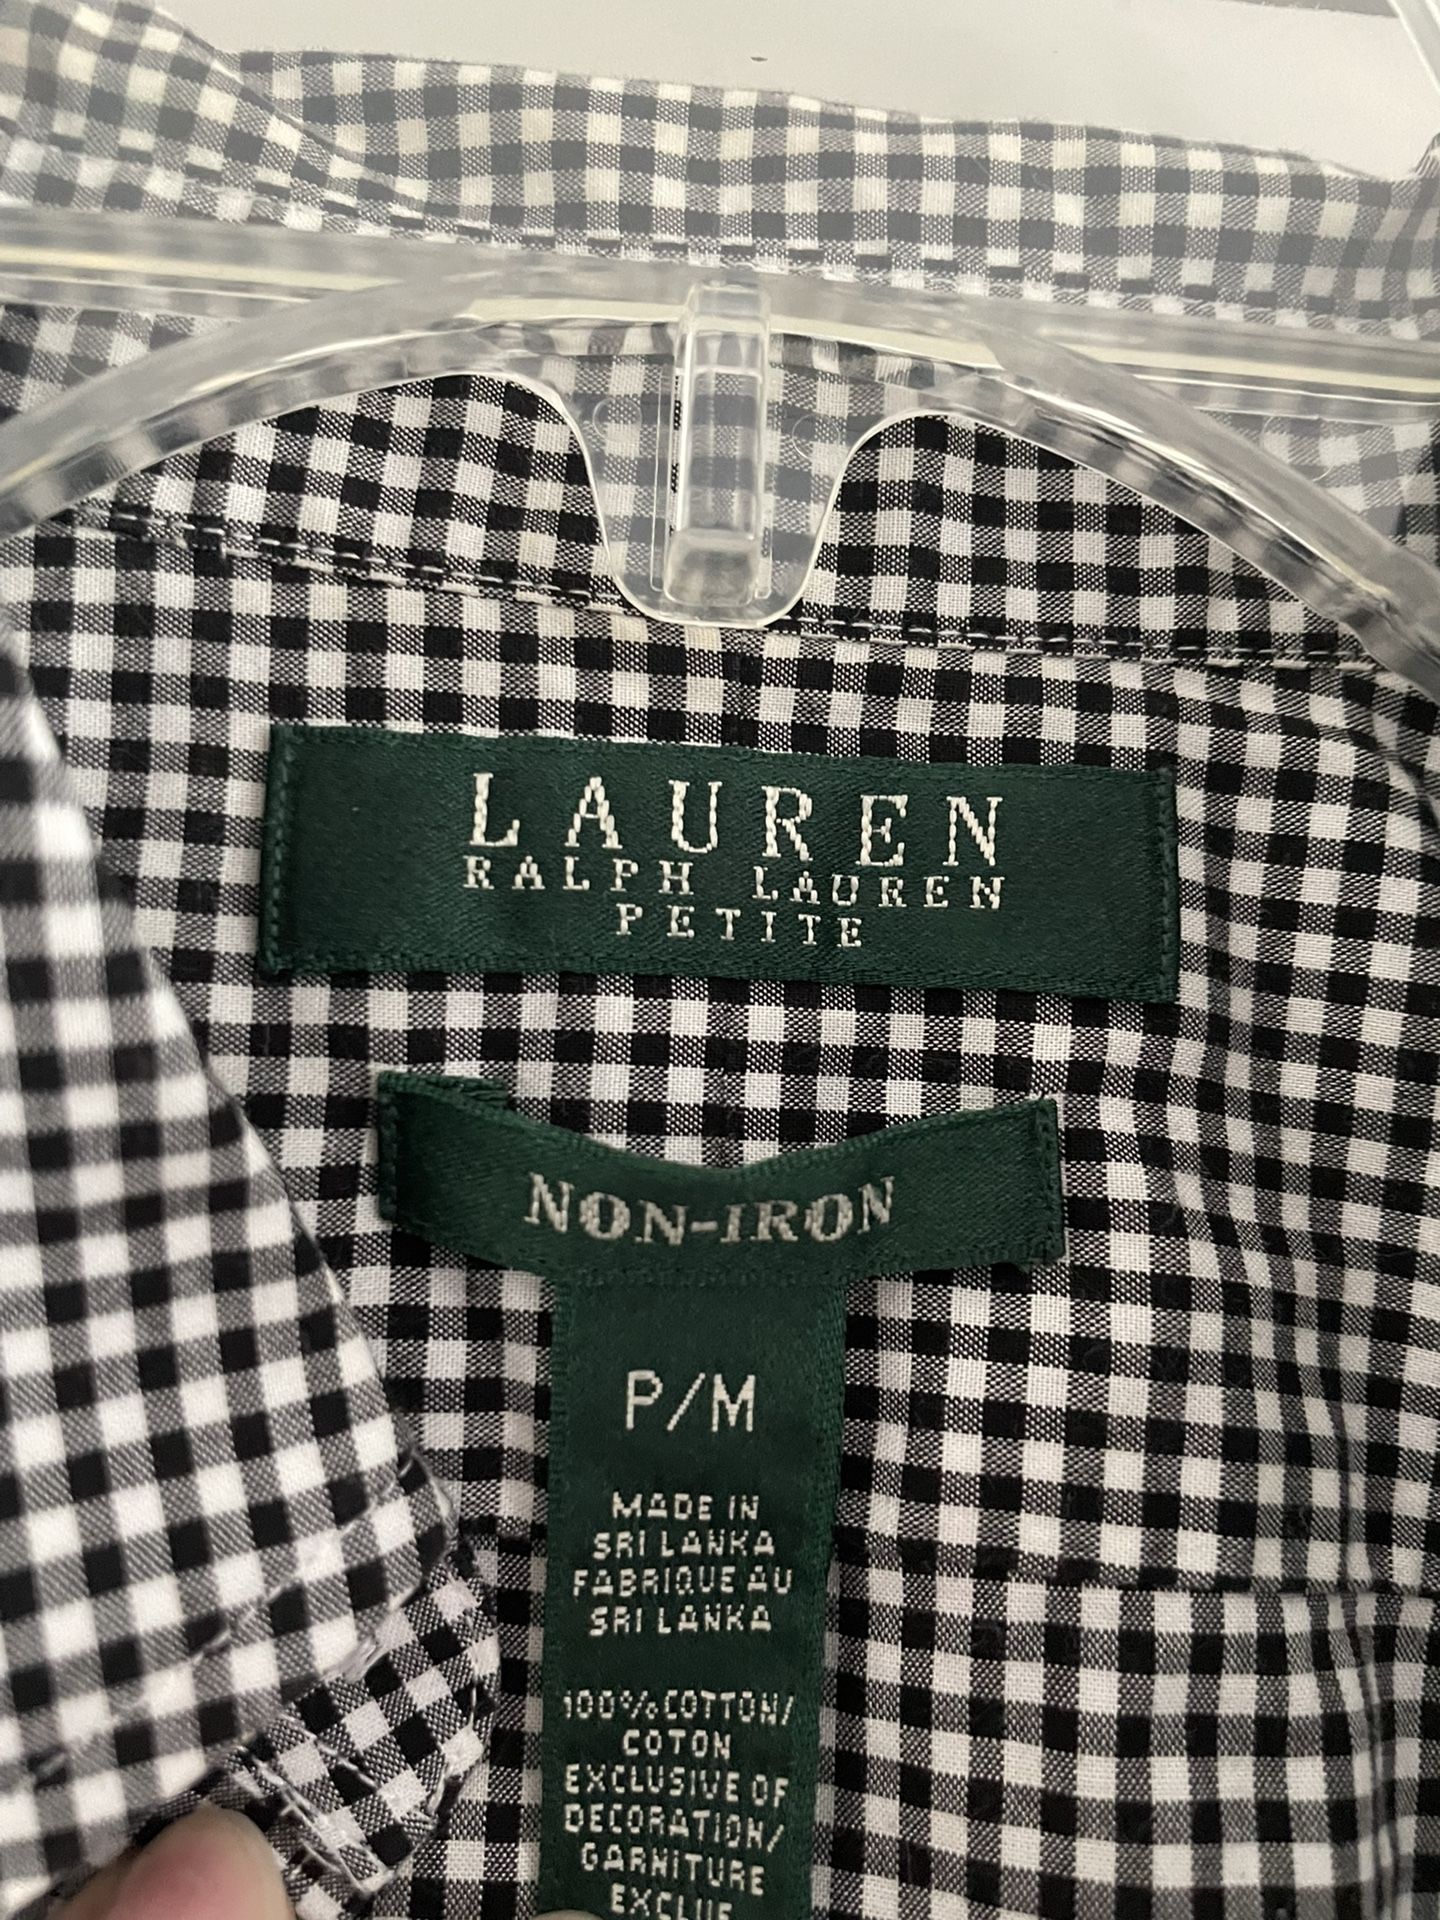 LAUREN
RALPH LAUREN
PETITE
NON-IRON
P/M
MADE IN
SRI LANKA
FABRIQUE AU
SRI LANKA
100% COTTON/
COTON
EXCLUSIVE OF
DECORATION/
GARNITURE
EXCLUE